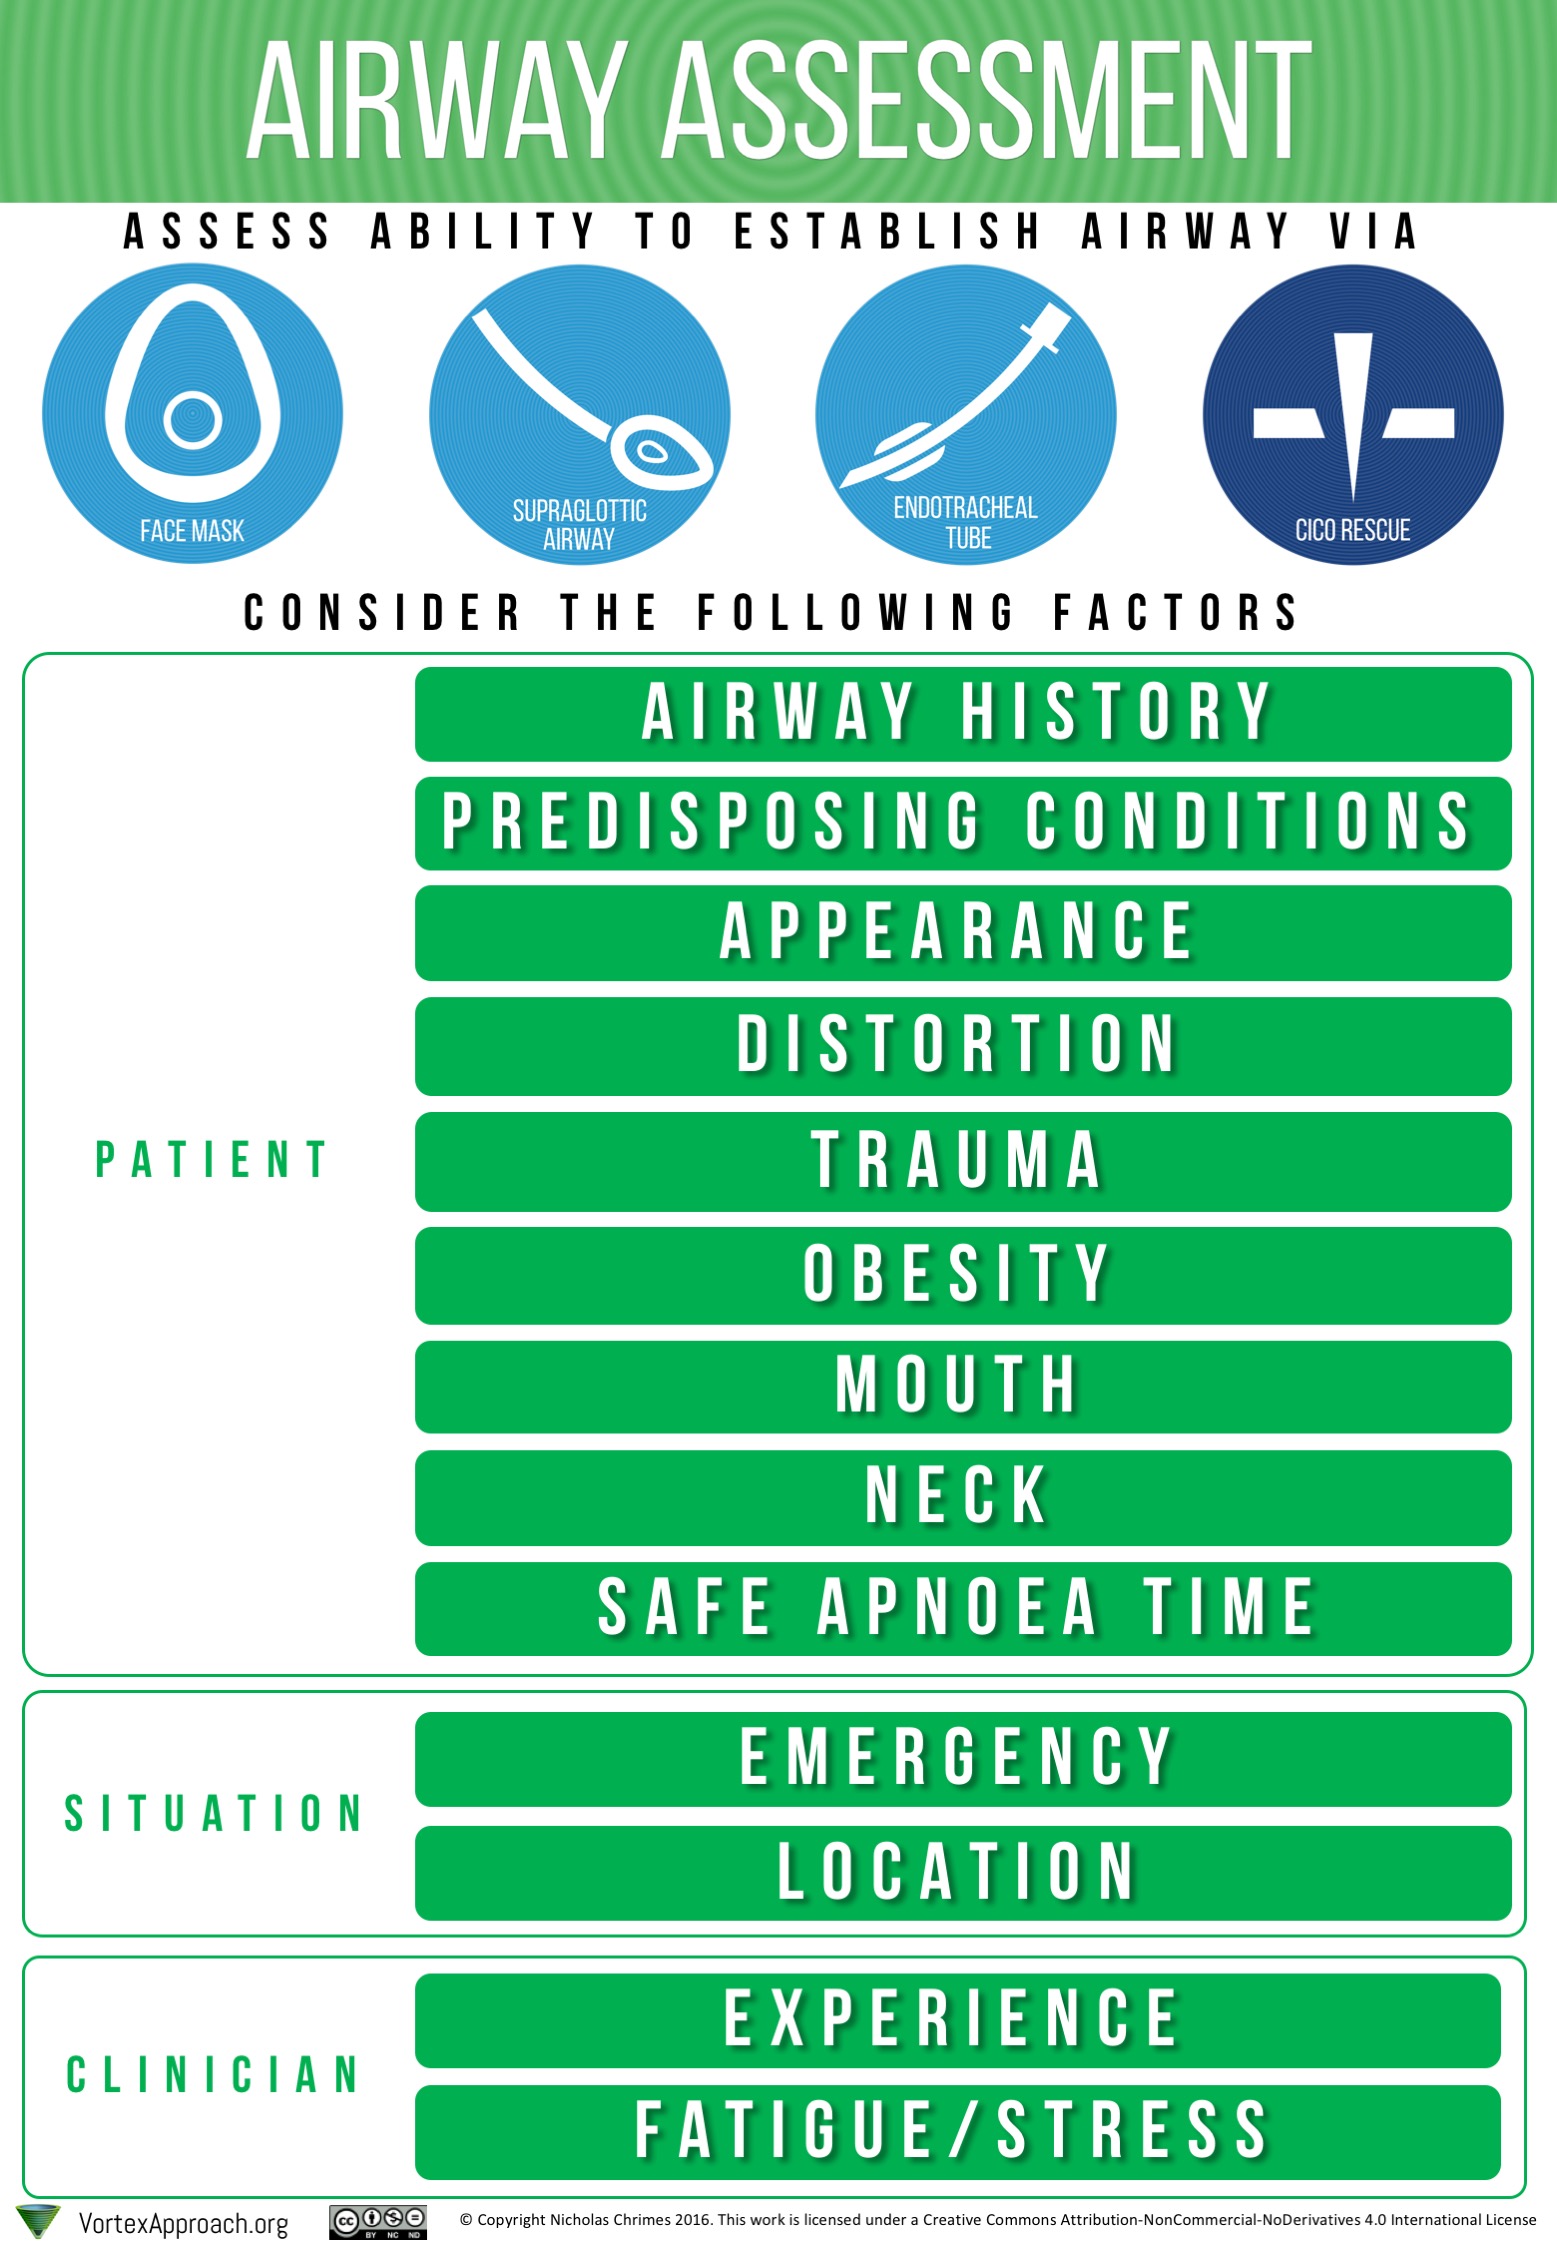 AIRWAY ASSESSMENT
ASSESS ABILITY TO ESTABLISH AIRWAY VIA
FACE MASK
SUPRAGLOTTIC
AIRWAY
ENDOTRACHEAL
TUBE
CICO RESCUE
CONSIDER THE FOLLOWING FACTORS
PATIENT
AIRWAY HISTORY
PREDISPOSING CONDITIONS
APPEARANCE
DISTORTION
TRAUMA
OBESITY
MOUTH
NECK
SAFE APNOEA TIME
SITUATION
EMERGENCY
LOCATION
CLINICIAN
EXPERIENCE
FATIGUE/STRESS
VortexApproach.org
cc
BY NC ND
© Copyright Nicholas Chrimes 2016. This work is licensed under a Creative Commons Attribution-NonCommercial-NoDerivatives 4.0 International License